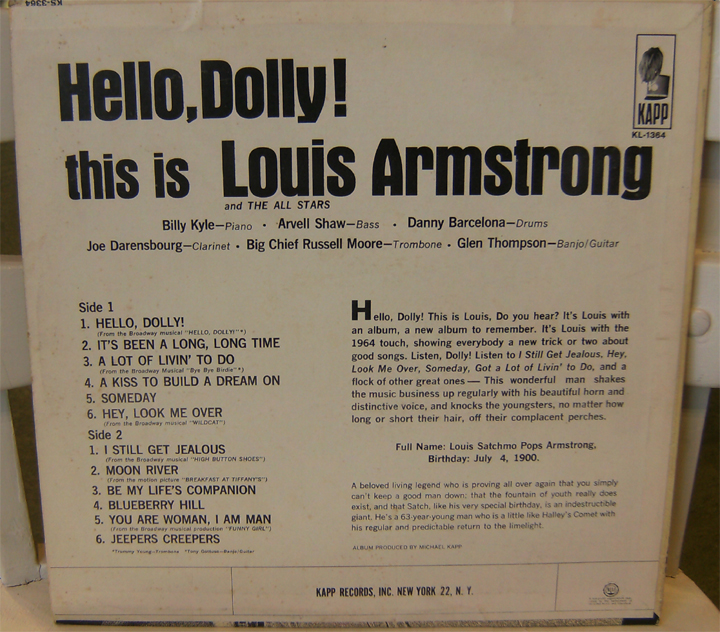 KS-3364
Hello, Dolly!
KAPP
KL-1364
this is Louis Armstrong
and THE ALL STARS
Billy Kyle—Piano • Arvell Shaw—Bass • Danny Barcelona—Drums
Joe Darensbourg—Clarinet • Big Chief Russell Moore—Trombone • Glen Thompson—Banjo/Guitar
Side 1
1. HELLO, DOLLY!
(From the Broadway musical "HELLO, DOLLY!"*)
2. IT'S BEEN A LONG, LONG TIME
3. A LOT OF LIVIN' TO DO
(From the Broadway Musical "Bye Bye Birdie"*)
4. A KISS TO BUILD A DREAM ON
5. SOMEDAY
6. HEY, LOOK ME OVER
(From the Broadway musical "WILDCAT")
Side 2
1. I STILL GET JEALOUS
(From the Broadway musical "HIGH BUTTON SHOES")
2. MOON RIVER
(From the motion picture "BREAKFAST AT TIFFANY'S")
3. BE MY LIFE'S COMPANION
4. BLUEBERRY HILL
5. YOU ARE WOMAN, I AM MAN
(From the Broadway musical production "FUNNY GIRL")
6. JEEPERS CREEPERS
*Trommy Young—Trombone *Tony Gottuso—Banjo/Guitar
Hello, Dolly! This is Louis, Do you hear? It's Louis with
an album, a new album to remember. It's Louis with the
1964 touch, showing everybody a new trick or two about
good songs. Listen, Dolly! Listen to I Still Get Jealous, Hey,
Look Me Over, Someday, Got a Lot of Livin' to Do, and a
flock of other great ones — This wonderful man shakes
the music business up regularly with his beautiful horn and
distinctive voice, and knocks the youngsters, no matter how
long or short their hair, off their complacent perches.
Full Name: Louis Satchmo Pops Armstrong,
Birthday: July 4, 1900.
A beloved living legend who is proving all over again that you simply
can't keep a good man down; that the fountain of youth really does
exist, and that Satch, like his very special birthday, is an indestructible
giant. He's a 63-year-young man who is a little like Halley's Comet with
his regular and predictable return to the limelight.
ALBUM PRODUCED BY MICHAEL KAPP
KAPP RECORDS, INC. NEW YORK 22, N. Y.